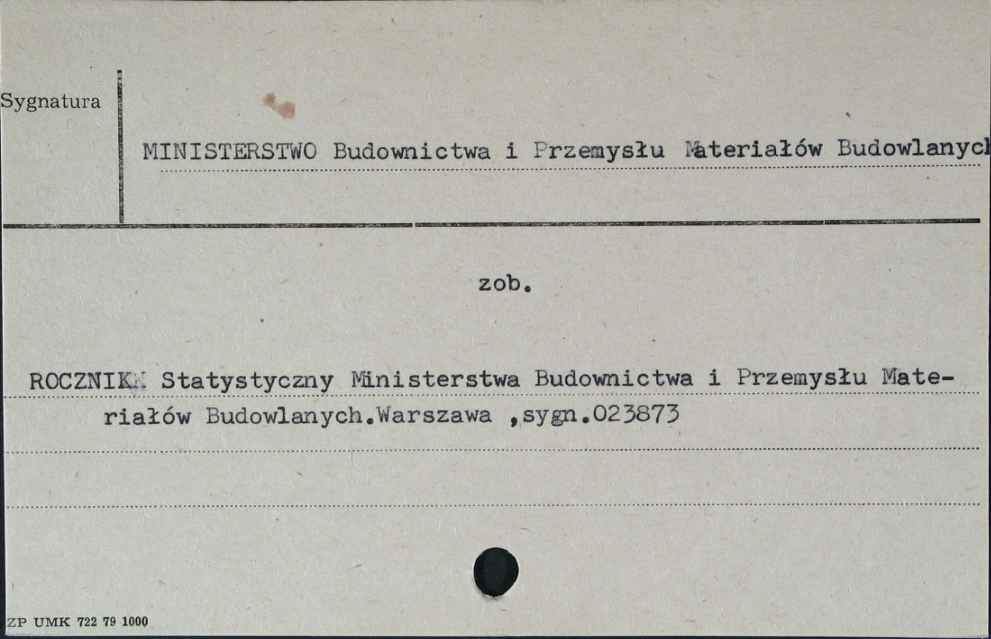 Sygnatura
MINISTERSTWO Budownictwa i Przemysłu Materiałów Budowlanych
zob.
ROCZNIK Statystyczny Ministerstwa Budownictwa i Przemysłu Mate-
riałów Budowlanych.Warszawa ,sygn.023873
ZP UMK 722 79 1000